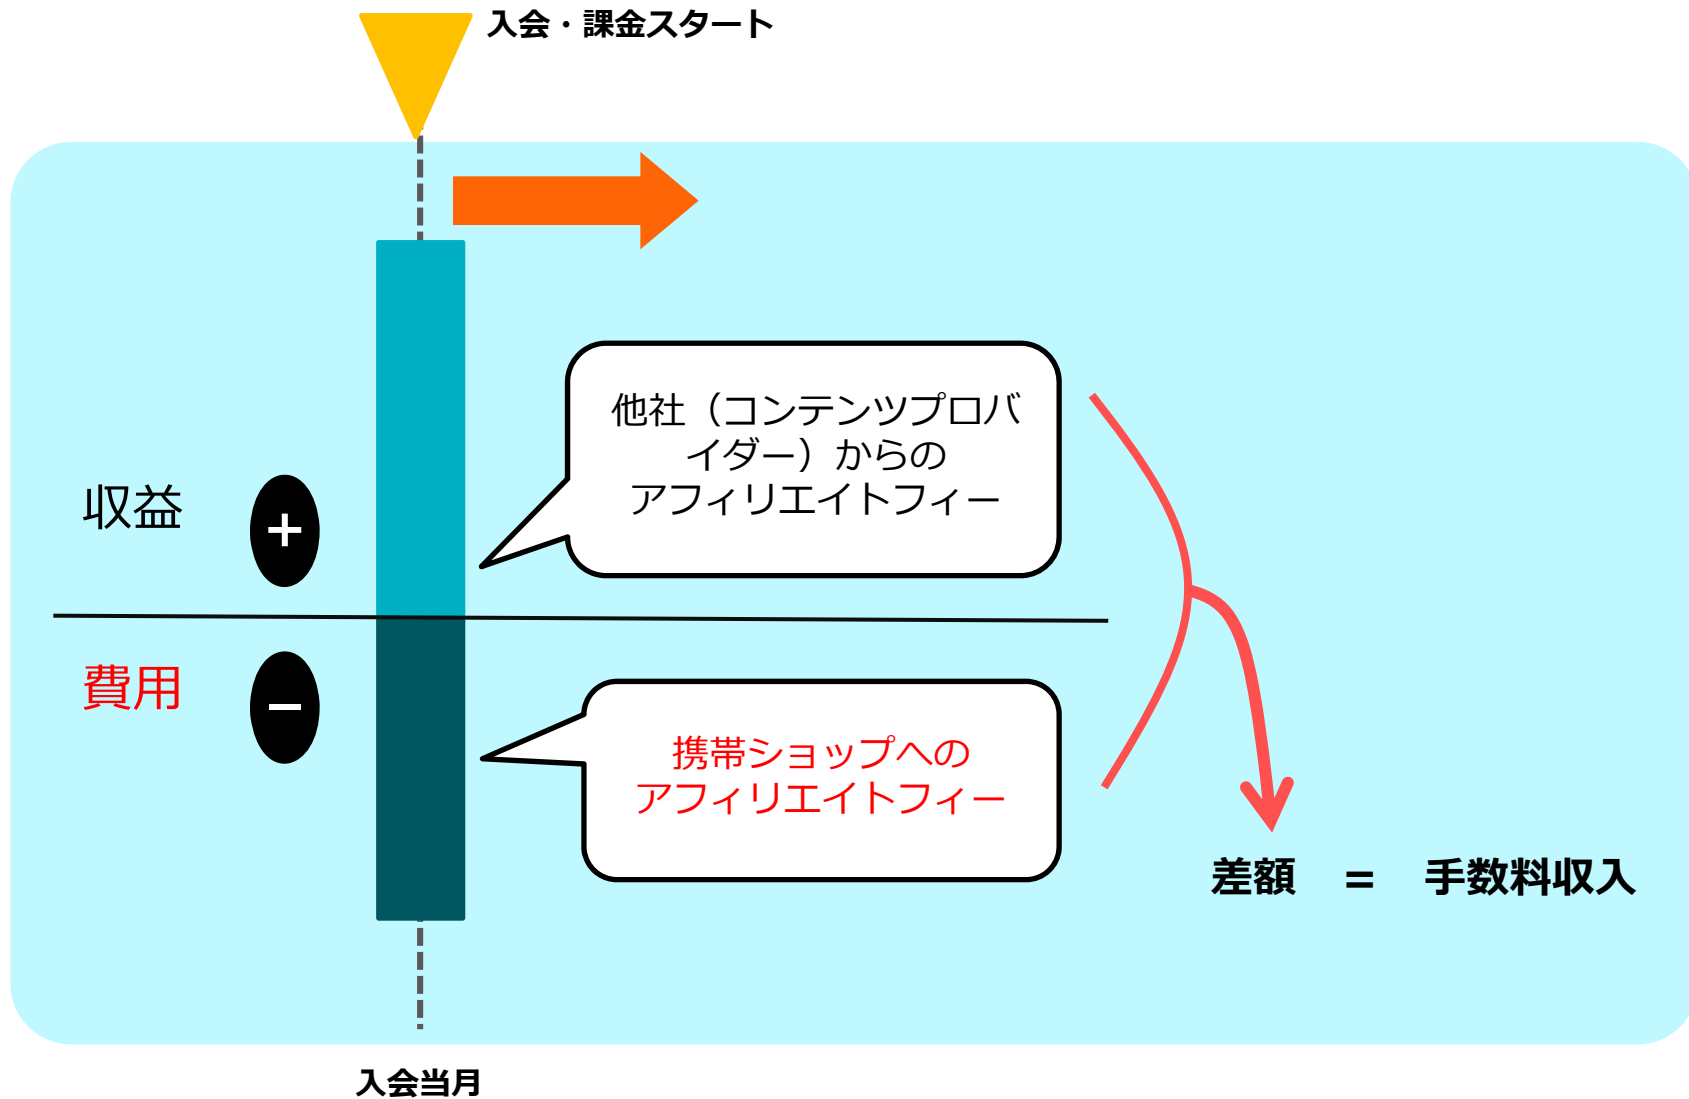 入会・課金スタート
他社（コンテンツプロバ
イダー）からの
アフィリエイトフィー
収益
+
費用
−
携帯ショップへの
アフィリエイトフィー
差額　=　手数料収入
入会当月